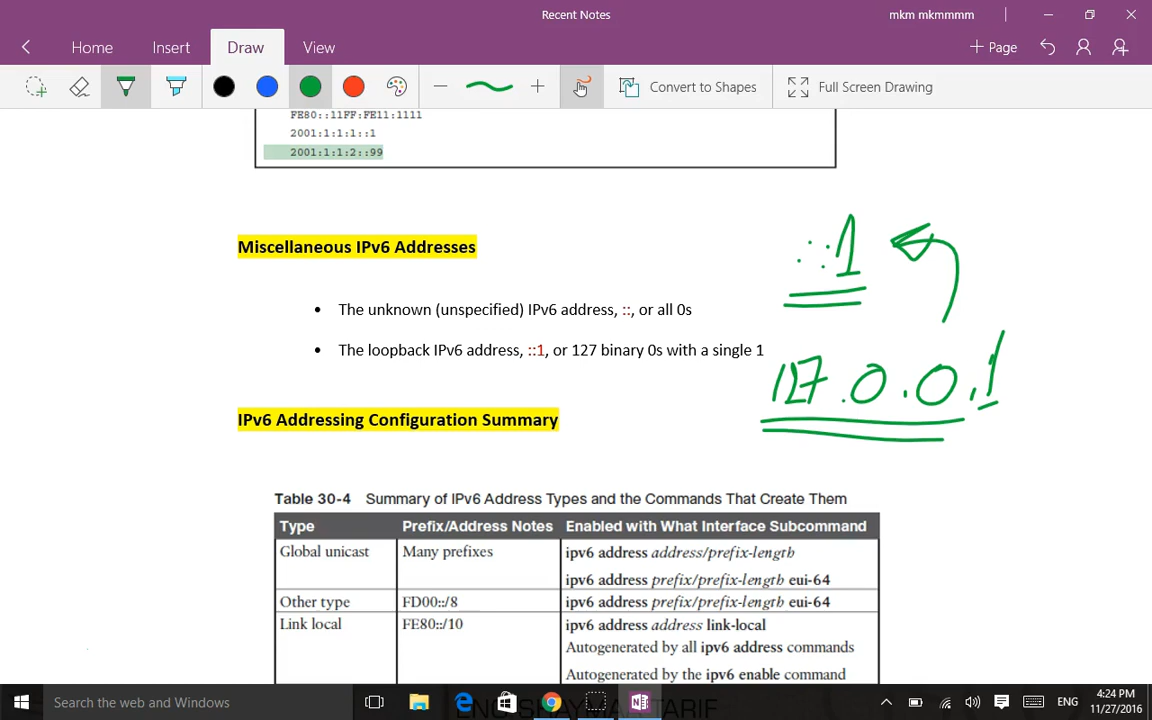 Recent Notes
mkm mkmmmm
Home Insert Draw View
Page
Convert to Shapes
Full Screen Drawing
FE80::11FF:FE11:1111
2001:1:1:1::1
2001:1:1:2::99
Miscellaneous IPv6 Addresses
::1
• The unknown (unspecified) IPv6 address, ::, or all 0s
• The loopback IPv6 address, ::1, or 127 binary 0s with a single 1
127.0.0.1
IPv6 Addressing Configuration Summary
Table 30-4 Summary of IPv6 Address Types and the Commands That Create Them
Type Prefix/Address Notes Enabled with What Interface Subcommand
Global unicast Many prefixes ipv6 address address/prefix-length
ipv6 address prefix/prefix-length eui-64
Other type FD00::/8 ipv6 address prefix/prefix-length eui-64
Link local FE80::/10 ipv6 address address link-local
Autogenerated by all ipv6 address commands
Autogenerated by the ipv6 enable command
Search the web and Windows
ENG
4:24 PM
11/27/2016